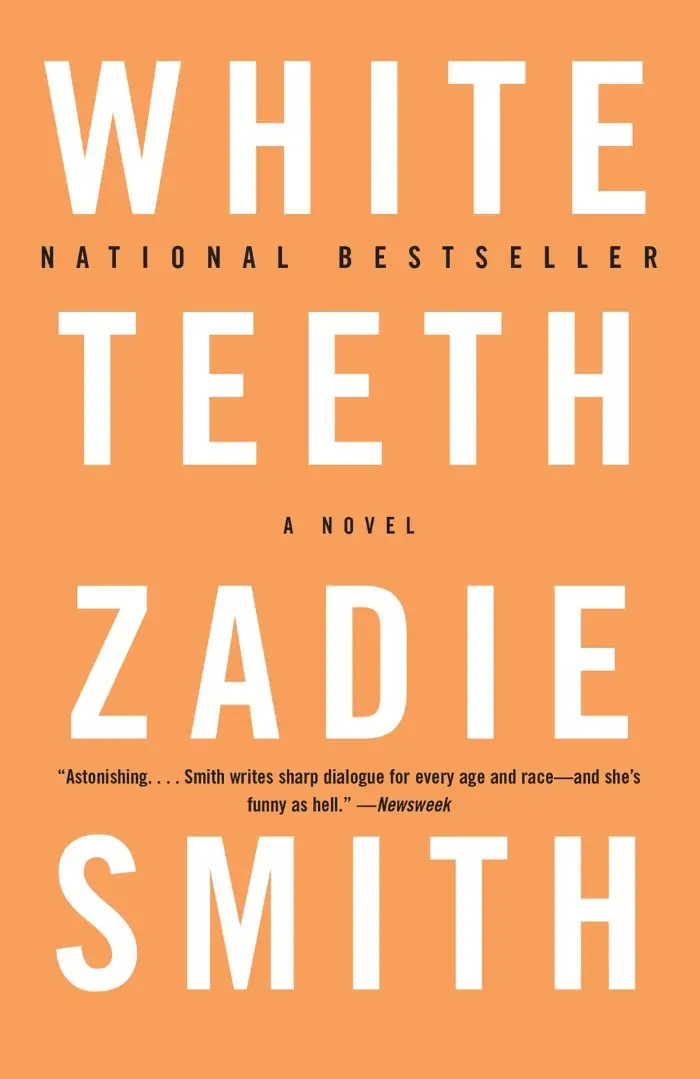 WHITE
NATIONAL BESTSELLER
TEETH
A NOVEL
ZADIE
“Astonishing. . . . Smith writes sharp dialogue for every age and race—and she’s
funny as hell.” —Newsweek
SMITH